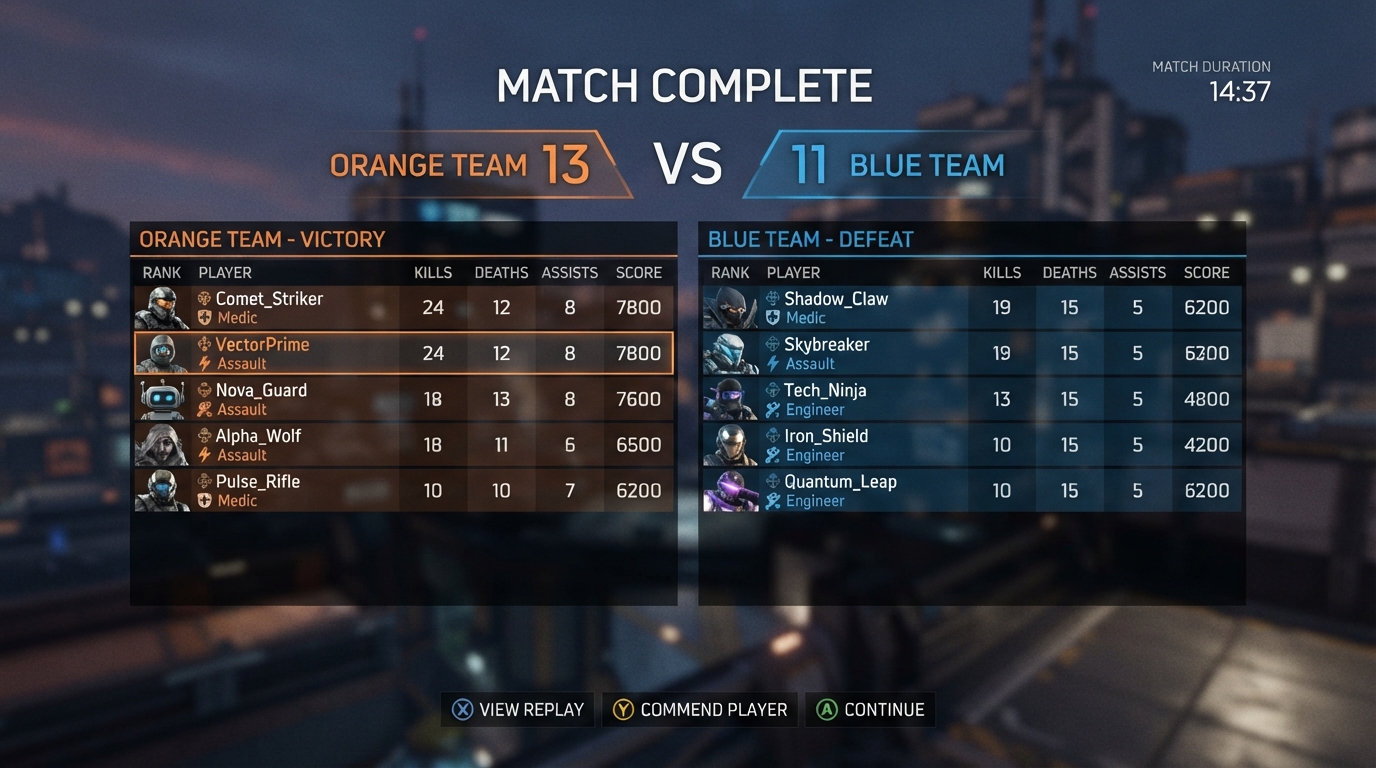 MATCH COMPLETE
MATCH DURATION
14:37
ORANGE TEAM 13 VS 11 BLUE TEAM
ORANGE TEAM - VICTORY
RANK PLAYER KILLS DEATHS ASSISTS SCORE
Comet_Striker
Medic
24 12 8 7800
VectorPrime
Assault
24 12 8 7800
Nova_Guard
Assault
18 13 8 7600
Alpha_Wolf
Assault
18 11 6 6500
Pulse_Rifle
Medic
10 10 7 6200
BLUE TEAM - DEFEAT
RANK PLAYER KILLS DEATHS ASSISTS SCORE
Shadow_Claw
Medic
19 15 5 6200
Skybreaker
Assault
19 15 5
Tech_Ninja
Engineer
13 15 5 4800
Iron_Shield
Engineer
10 15 5 4200
Quantum_Leap
Engineer
10 15 5 6200
X VIEW REPLAY
Y COMMEND PLAYER
A CONTINUE